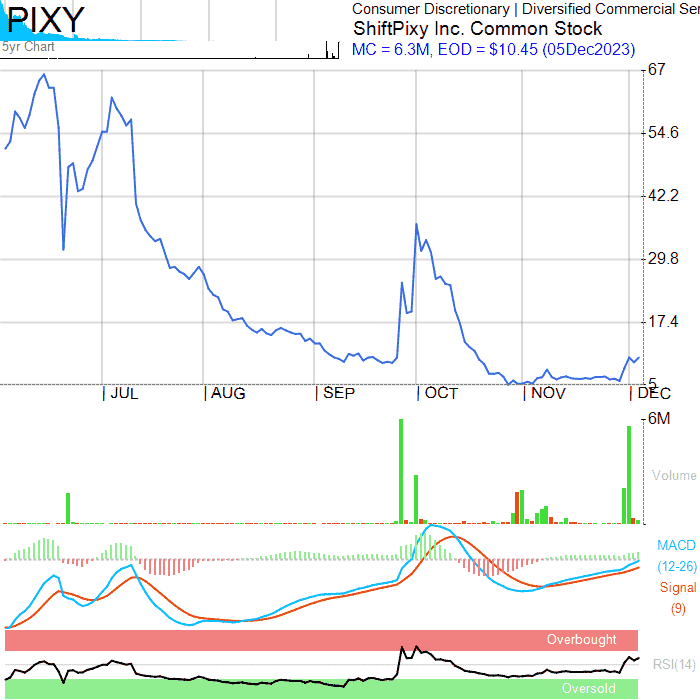 PIXY
Consumer Discretionary | Diversified Commercial Ser
ShiftPixy Inc. Common Stock
MC = 6.3M, EOD = $10.45 (05Dec2023)
5yr Chart
67
54.6
42.2
29.8
17.4
5
| JUL | AUG | SEP | OCT | NOV | DEC
6M
Volume
MACD
(12-26)
Signal
(9)
Overbought
RSI(14)
Oversold